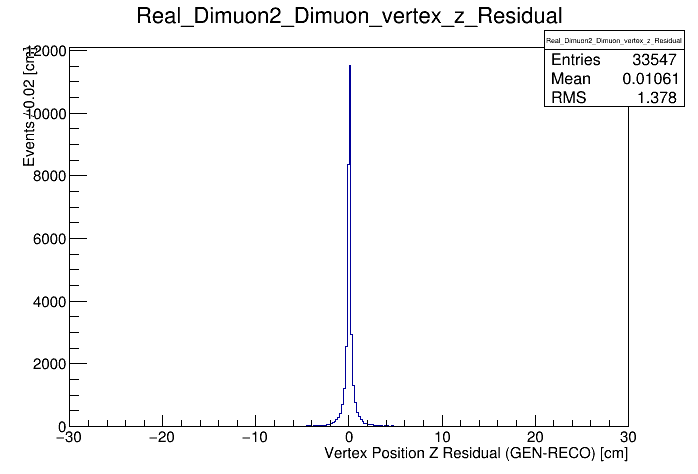 Real_Dimuon2_Dimuon_vertex_z_Residual
Real_Dimuon2_Dimuon_vertex_z_Residual
Entries 33547
Mean 0.01061
RMS 1.378
Events / 0.02 [cm]
12000
10000
8000
6000
4000
2000
0
−30 −20 −10 0 10 20 30
Vertex Position Z Residual (GEN-RECO) [cm]